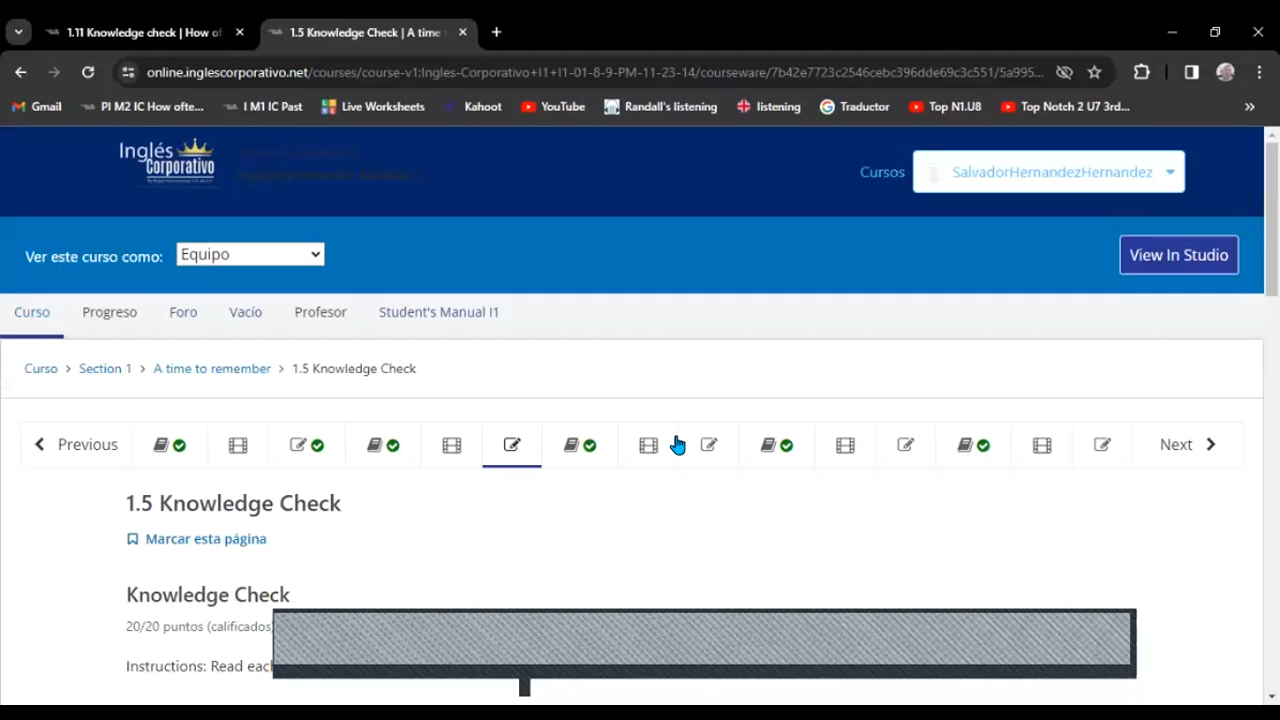 1.11 Knowledge check | How of
1.5 Knowledge Check | A time
online.inglescorporativo.net/courses/course-v1:Ingles-Corporativo+I1+I1-01-8-9-PM-11-23-14/courseware/7b42e7723c2546cebc396dde69c3c551/5a995...
Gmail
PI M2 IC How ofte...
I M1 IC Past
Live Worksheets
Kahoot
YouTube
Randall's listening
listening
Traductor
Top N1.U8
Top Notch 2 U7 3rd...
Inglés
Corporativo
Cursos
SalvadorHernandezHernandez
Ver este curso como:
Equipo
View In Studio
Curso
Progreso
Foro
Vacío
Profesor
Student's Manual I1
Curso > Section 1 > A time to remember > 1.5 Knowledge Check
Previous
Next
1.5 Knowledge Check
Marcar esta página
Knowledge Check
20/20 puntos (calificados)
Instructions: Read